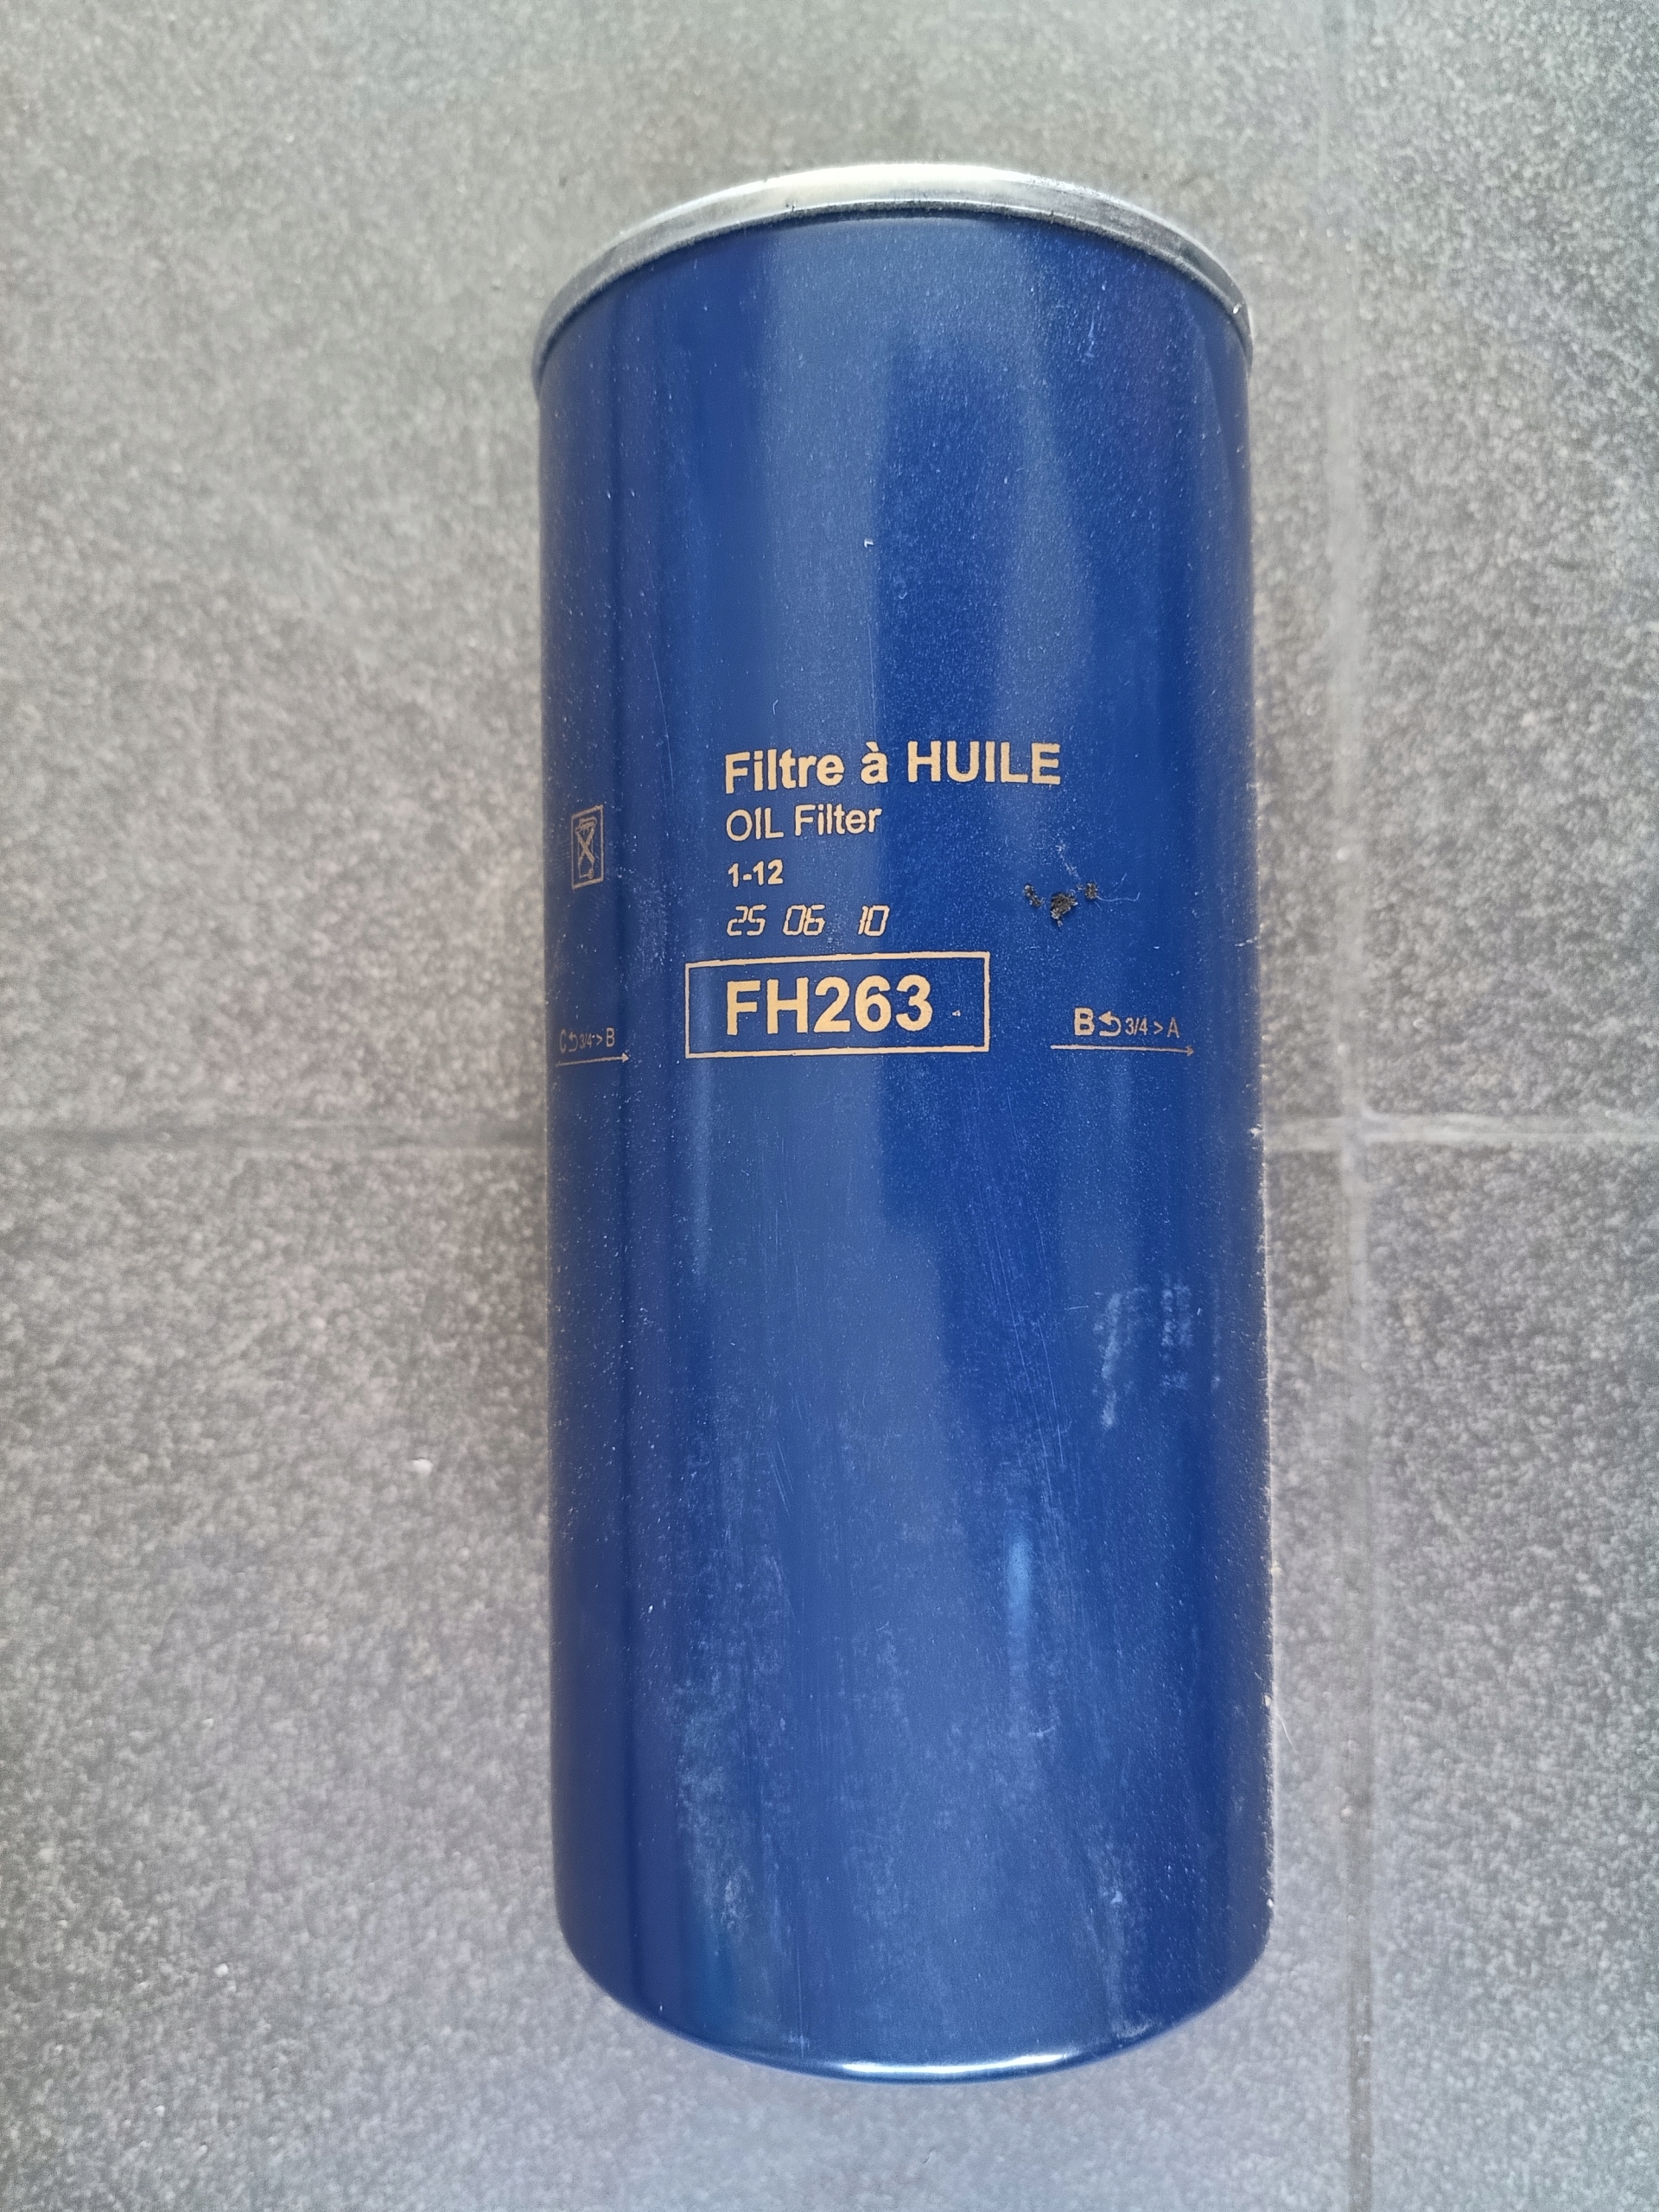 Filtre à HUILE
OIL Filter
1-12
25 06 10
FH263
C 3/4 > B
B 3/4 > A